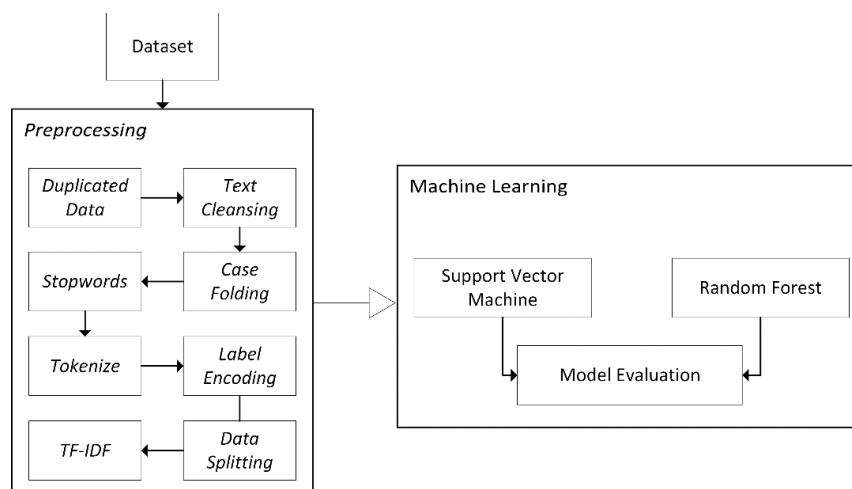 Dataset
Preprocessing
Duplicated
Data
Text
Cleansing
Stopwords
Case
Folding
Tokenize
Label
Encoding
TF-IDF
Data
Splitting
Machine Learning
Support Vector
Machine
Random Forest
Model Evaluation